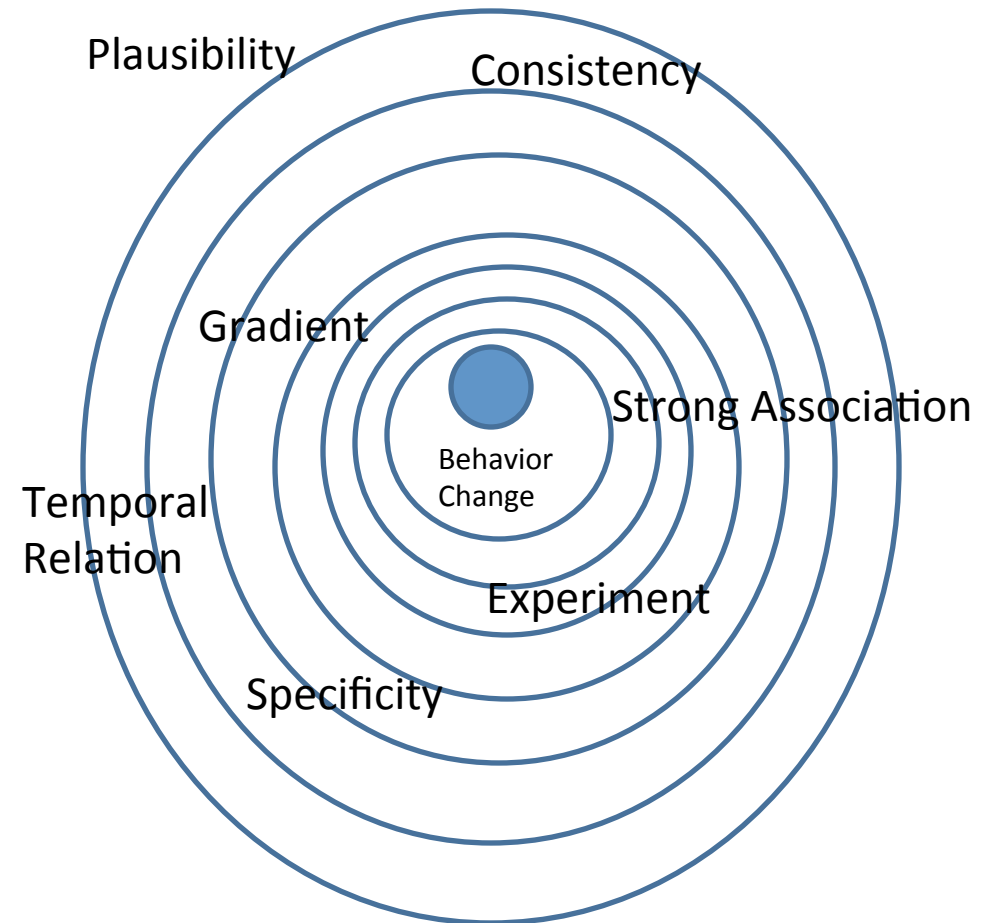 Plausibility
Consistency
Gradient
Strong Association
Behavior
Change
Temporal
Relation
Experiment
Specificity